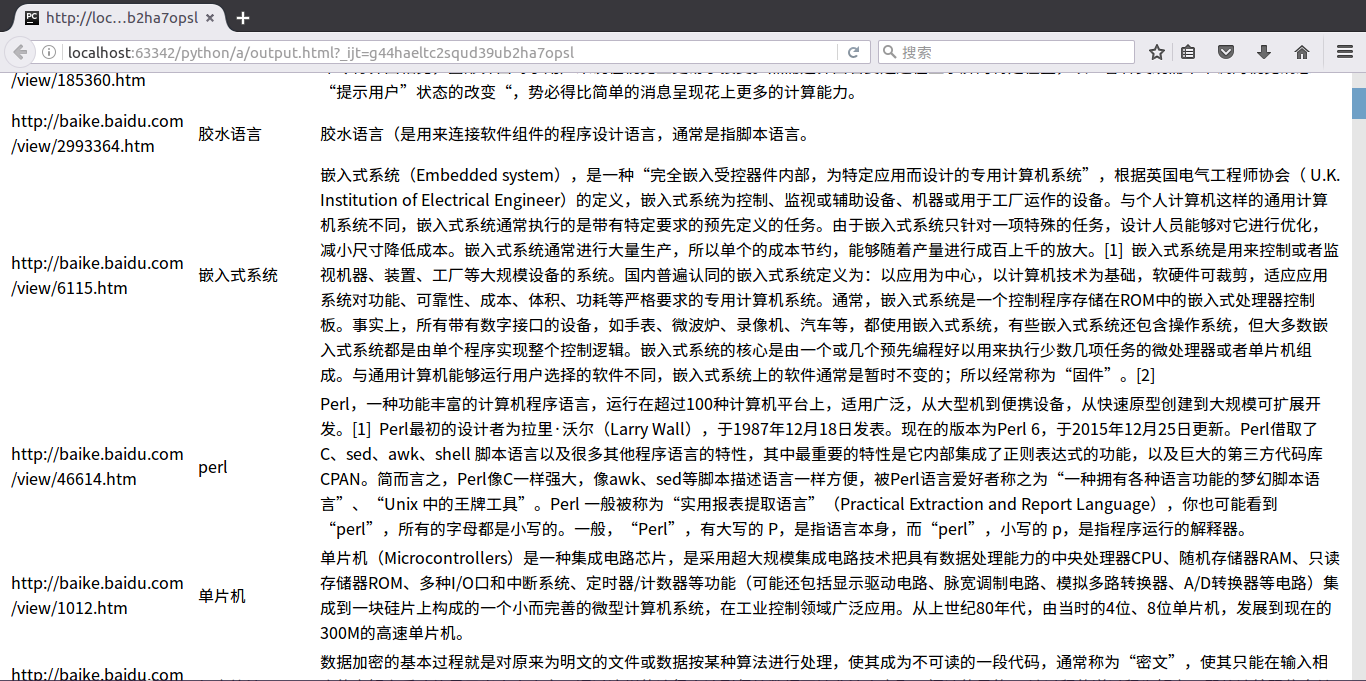 http://loc...b2ha7opsl
localhost:63342/python/a/output.html?_ijt=g44haeltc2squd39ub2ha7opsl
搜索
/view/185360.htm
“提示用户”状态的改变“，势必得比简单的消息呈现花上更多的计算能力。
http://baike.baidu.com
/view/2993364.htm
胶水语言
胶水语言（是用来连接软件组件的程序设计语言，通常是指脚本语言。
http://baike.baidu.com
/view/6115.htm
嵌入式系统
嵌入式系统（Embedded system），是一种“完全嵌入受控器件内部，为特定应用而设计的专用计算机系统”，根据英国电气工程师协会（ U.K.
Institution of Electrical Engineer）的定义，嵌入式系统为控制、监视或辅助设备、机器或用于工厂运作的设备。与个人计算机这样的通用计算
机系统不同，嵌入式系统通常执行的是带有特定要求的预先定义的任务。由于嵌入式系统只针对一项特殊的任务，设计人员能够对它进行优化，
减小尺寸降低成本。嵌入式系统通常进行大量生产，所以单个的成本节约，能够随着产量进行成百上千的放大。[1] 嵌入式系统是用来控制或者监
视机器、装置、工厂等大规模设备的系统。国内普遍认同的嵌入式系统定义为：以应用为中心，以计算机技术为基础，软硬件可裁剪，适应应用
系统对功能、可靠性、成本、体积、功耗等严格要求的专用计算机系统。通常，嵌入式系统是一个控制程序存储在ROM中的嵌入式处理器控制
板。事实上，所有带有数字接口的设备，如手表、微波炉、录像机、汽车等，都使用嵌入式系统，有些嵌入式系统还包含操作系统，但大多数嵌
入式系统都是由单个程序实现整个控制逻辑。嵌入式系统的核心是由一个或几个预先编程好以用来执行少数几项任务的微处理器或者单片机组
成。与通用计算机能够运行用户选择的软件不同，嵌入式系统上的软件通常是暂时不变的；所以经常称为“固件”。[2]
http://baike.baidu.com
/view/46614.htm
perl
Perl，一种功能丰富的计算机程序语言，运行在超过100种计算机平台上，适用广泛，从大型机到便携设备，从快速原型创建到大规模可扩展开
发。[1] Perl最初的设计者为拉里·沃尔（Larry Wall），于1987年12月18日发表。现在的版本为Perl 6，于2015年12月25日更新。Perl借取了
C、sed、awk、shell 脚本语言以及很多其他程序语言的特性，其中最重要的特性是它内部集成了正则表达式的功能，以及巨大的第三方代码库
CPAN。简而言之，Perl像C一样强大，像awk、sed等脚本描述语言一样方便，被Perl语言爱好者称之为“一种拥有各种语言功能的梦幻脚本语
言”、“Unix 中的王牌工具”。Perl 一般被称为“实用报表提取语言”（Practical Extraction and Report Language），你也可能看到
“perl”，所有的字母都是小写的。一般，“Perl”，有大写的 P，是指语言本身，而“perl”，小写的 p，是指程序运行的解释器。
http://baike.baidu.com
/view/1012.htm
单片机
单片机（Microcontrollers）是一种集成电路芯片，是采用超大规模集成电路技术把具有数据处理能力的中央处理器CPU、随机存储器RAM、只读
存储器ROM、多种I/O口和中断系统、定时器/计数器等功能（可能还包括显示驱动电路、脉宽调制电路、模拟多路转换器、A/D转换器等电路）集
成到一块硅片上构成的一个小而完善的微型计算机系统，在工业控制领域广泛应用。从上世纪80年代，由当时的4位、8位单片机，发展到现在的
300M的高速单片机。
http://baike.baidu.com
数据加密的基本过程就是对原来为明文的文件或数据按某种算法进行处理，使其成为不可读的一段代码，通常称为“密文”，使其只能在输入相